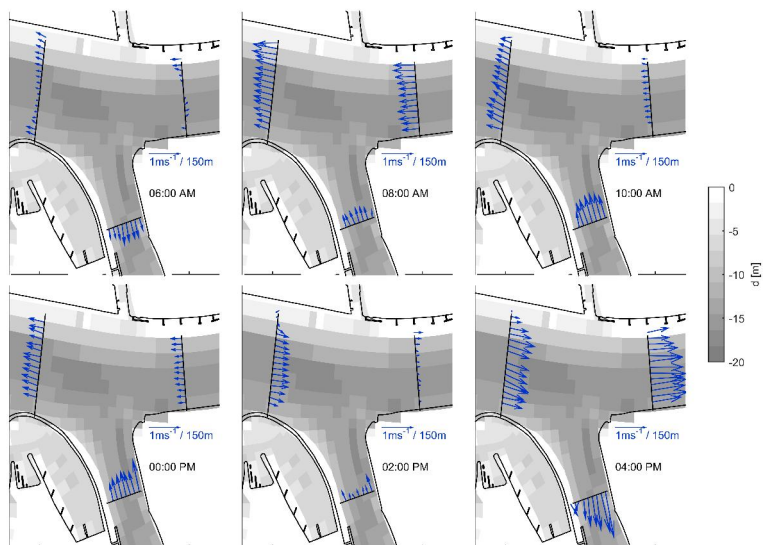 1ms⁻¹ / 150m
06:00 AM
1ms⁻¹ / 150m
08:00 AM
1ms⁻¹ / 150m
10:00 AM
1ms⁻¹ / 150m
00:00 PM
1ms⁻¹ / 150m
02:00 PM
1ms⁻¹ / 150m
04:00 PM
0
-5
-10
-15
-20
d [m]